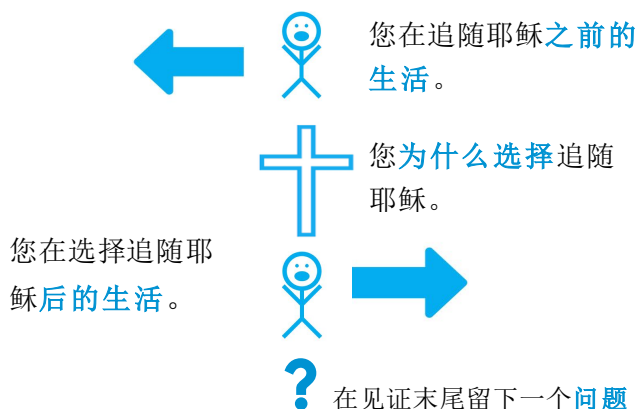 您在追随耶稣之前的
生活。
您为什么选择追随
耶稣。
您在选择追随耶
稣后的生活。
?
在见证末尾留下一个问题